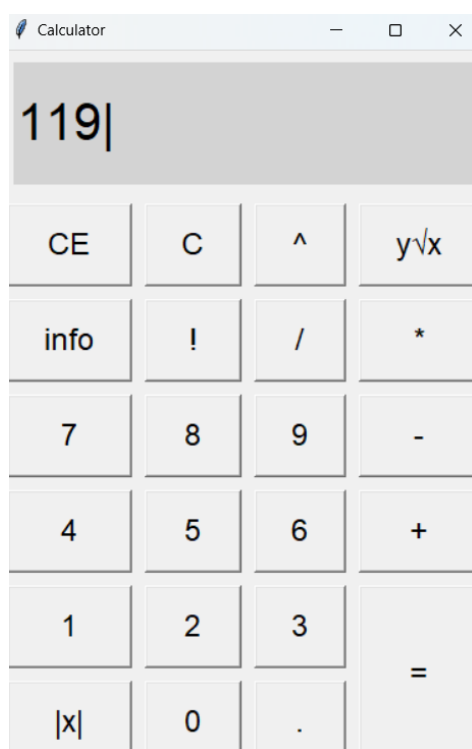 Calculator
119
CE C ^ y√x
info ! / *
7 8 9 -
4 5 6 +
1 2 3
=
|x| 0 .